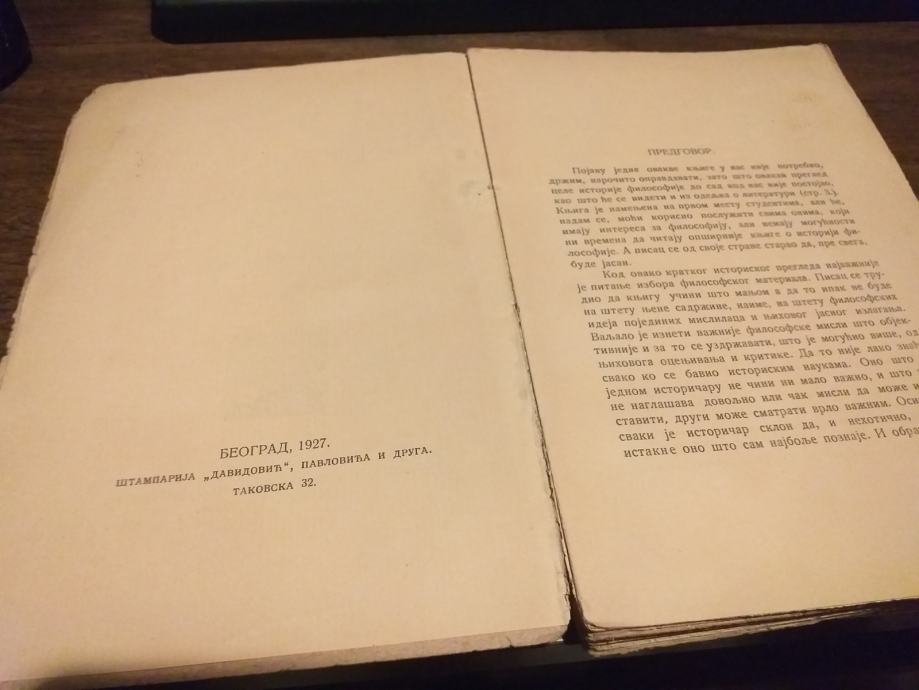 БЕОГРАД, 1927.
ШТАМПАРИЈА „ДАВИДОВИЋ“, ПАВЛОВИЋА И ДРУГА.
ТАКОВСКА 32.
ПРЕДГОВОР.
Појаву једне овакве књиге у нас није потребно,
држим, нарочито оправдавати, зато што овакав преглед
целе историје философије до сад код нас није постојао,
као што ће се видети и из одељка о литератури (стр. 3.).
Књига је намењена на првом месту студентима, али ће,
надам се, моћи корисно послужити свима онима, који
имају интереса за философију, али немају могућности
ни времена да читају опширније књиге о историји фи-
лософије. А писац се од своје стране старао да, пре свега,
буде јасан.
Код овако кратког историског прегледа најважније
је питање избора философског материала. Писац се тру-
дио да књигу учини што мањом а да то ипак не буде
на штету њене садржине, наиме, на штету философских
идеја појединих мислилаца и њиховог јасног излагања.
Ваљало је изнети важније философске мисли што објек-
тивније и за то се уздржавати, што је могућно више, од
њиховога оцењивања и критике. Да то није лако
свако ко се бавио историским наукама. Оно што
једном историчару не чини ни мало важно, и што
не наглашава довољно или чак мисли да може
ставити, други може сматрати врло важним.
сваки је историчар склон да, и нехотично,
истакне оно што сам најбоље познаје. И